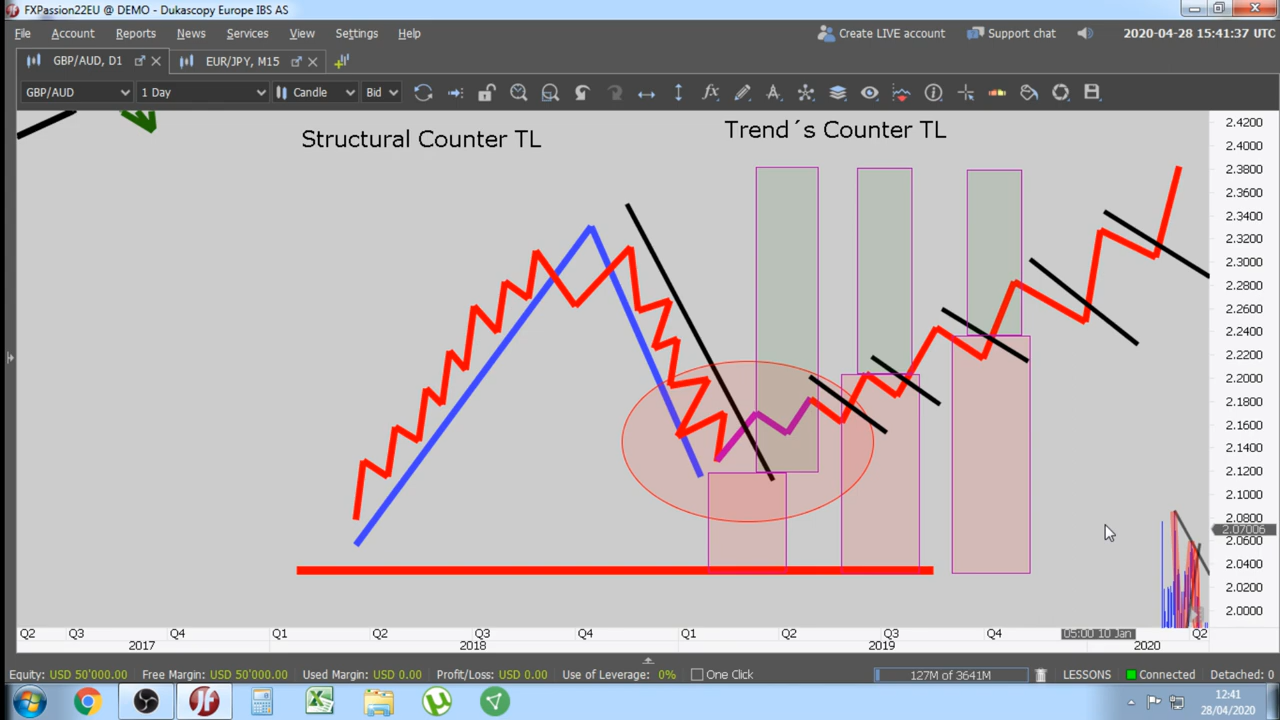 FXPassion22EU @ DEMO - Dukascopy Europe IBS AS
File Account Reports News Services View Settings Help
Create LIVE account Support chat 2020-04-28 15:41:37 UTC
GBP/AUD, D1 EUR/JPY, M15
GBP/AUD 1 Day Candle Bid
Structural Counter TL
Trend´s Counter TL
2.4200
2.4000
2.3800
2.3600
2.3400
2.3200
2.3000
2.2800
2.2600
2.2400
2.2200
2.2000
2.1800
2.1600
2.1400
2.1200
2.1000
2.0800
2.07006
2.0600
2.0400
2.0200
2.0000
Q2 Q3 Q4 Q1 Q2 Q3 Q4 Q1 Q2 Q3 Q4 05:00 10 Jan Q2
2017 2018 2019 2020
Equity: USD 50'000.00 Free Margin: USD 50'000.00 Used Margin: USD 0.00 Profit/Loss: USD 0.00 Use of Leverage: 0% One Click 127M of 3641M LESSONS Connected Detached: 0
12:41
28/04/2020